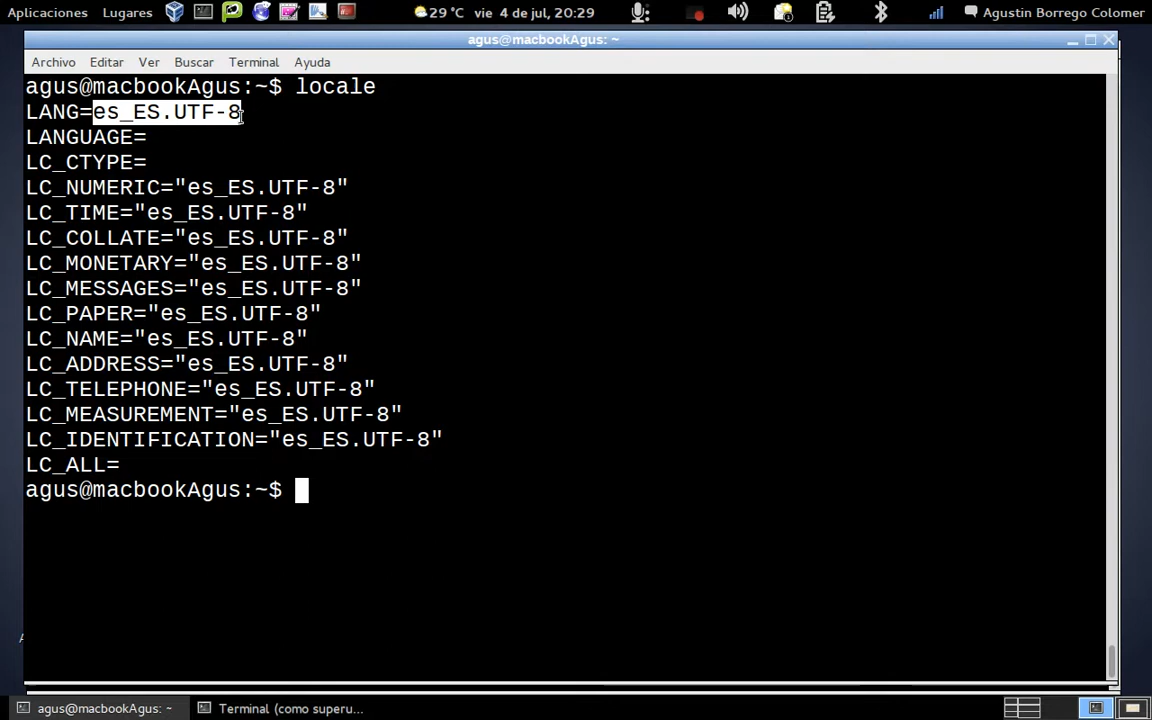 Aplicaciones Lugares 29 °C vie 4 de jul, 20:29 Agustin Borrego Colomer
agus@macbookAgus: ~
Archivo Editar Ver Buscar Terminal Ayuda
agus@macbookAgus:~$ locale
LANG=es_ES.UTF-8
LANGUAGE=
LC_CTYPE=
LC_NUMERIC="es_ES.UTF-8"
LC_TIME="es_ES.UTF-8"
LC_COLLATE="es_ES.UTF-8"
LC_MONETARY="es_ES.UTF-8"
LC_MESSAGES="es_ES.UTF-8"
LC_PAPER="es_ES.UTF-8"
LC_NAME="es_ES.UTF-8"
LC_ADDRESS="es_ES.UTF-8"
LC_TELEPHONE="es_ES.UTF-8"
LC_MEASUREMENT="es_ES.UTF-8"
LC_IDENTIFICATION="es_ES.UTF-8"
LC_ALL=
agus@macbookAgus:~$
agus@macbookAgus: ~ Terminal (como superu...